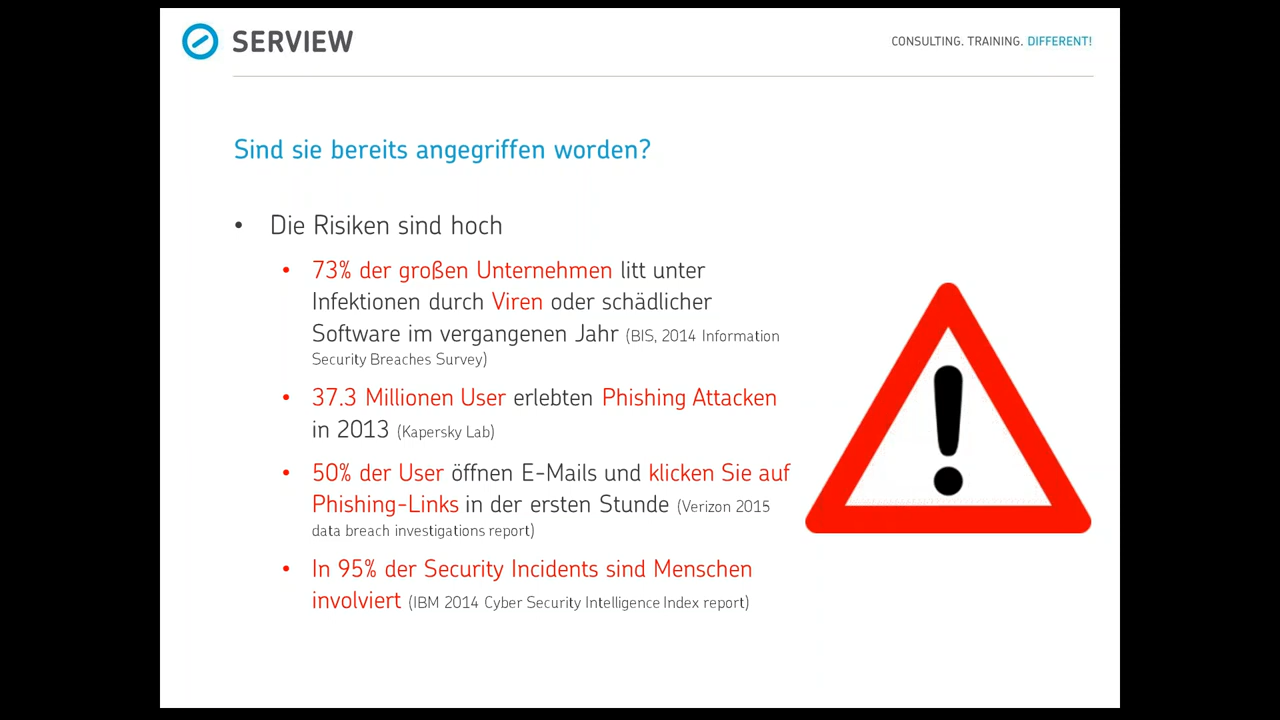 SERVIEW
CONSULTING. TRAINING. DIFFERENT!
Sind sie bereits angegriffen worden?
• Die Risiken sind hoch
• 73% der großen Unternehmen litt unter
Infektionen durch Viren oder schädlicher
Software im vergangenen Jahr (BIS, 2014 Information
Security Breaches Survey)
• 37.3 Millionen User erlebten Phishing Attacken
in 2013 (Kapersky Lab)
• 50% der User öffnen E-Mails und klicken Sie auf
Phishing-Links in der ersten Stunde (Verizon 2015
data breach investigations report)
• In 95% der Security Incidents sind Menschen
involviert (IBM 2014 Cyber Security Intelligence Index report)